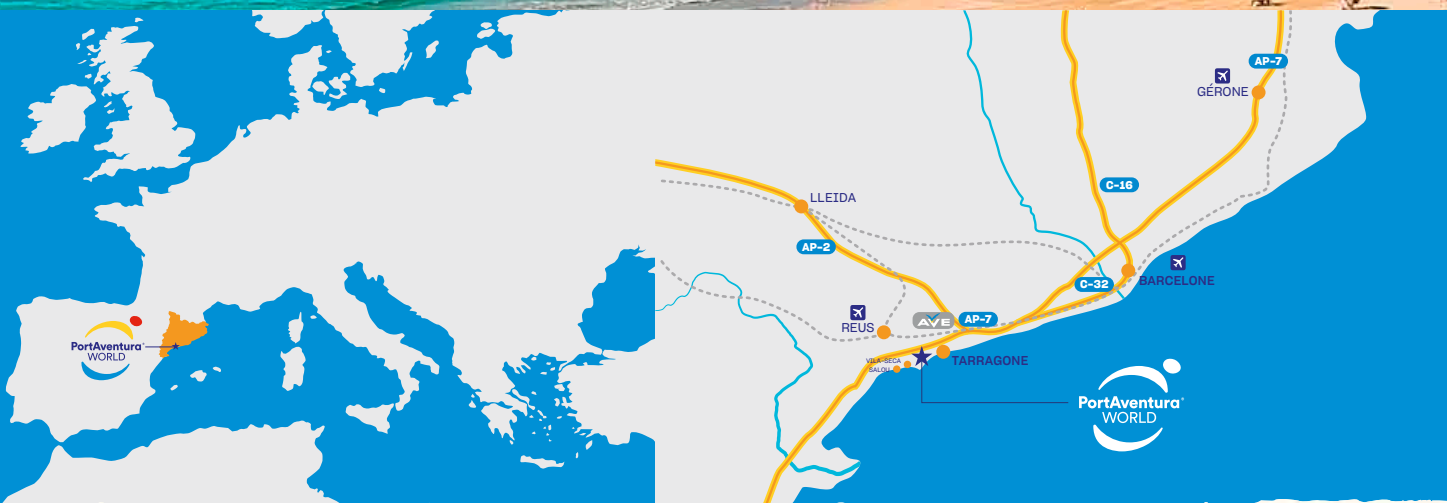 PortAventura®
WORLD
AP-7
GÉRONE
C-16
LLEIDA
AP-2
BARCELONE
C-32
REUS
AVE
AP-7
VILA-SECA
SALOU
TARRAGONE
PortAventura®
WORLD